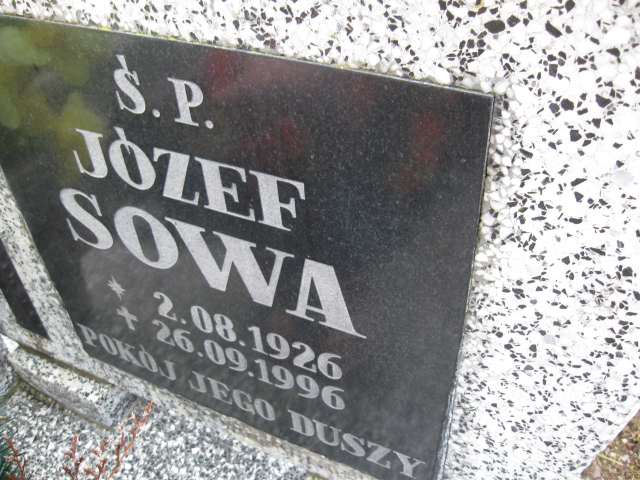 Ś.P.
JÓZEF
SOWA
* 2.08.1926
✝ 26.09.1996
POKÓJ JEGO DUSZY